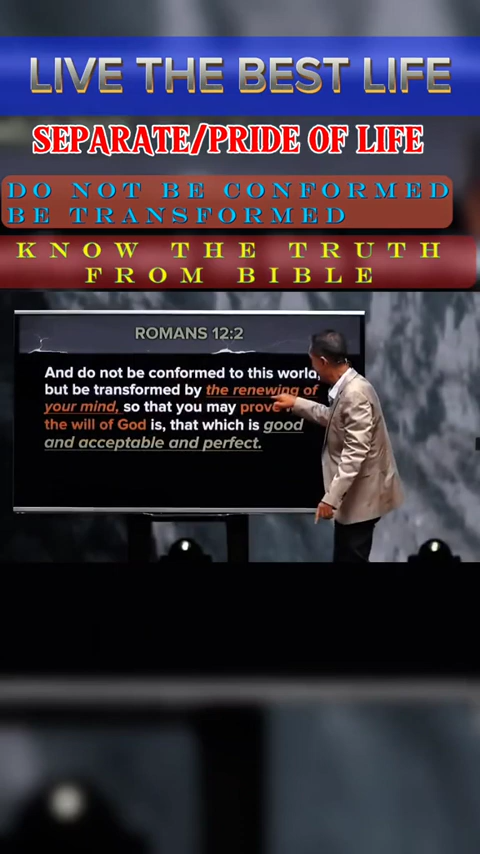 LIVE THE BEST LIFE
SEPARATE/PRIDE OF LIFE
DO NOT BE CONFORMED
BE TRANSFORMED
KNOW THE TRUTH
FROM BIBLE
ROMANS 12:2
And do not be conformed to this world,
but be transformed by the renewing of
your mind, so that you may prove
the will of God is, that which is good
and acceptable and perfect.